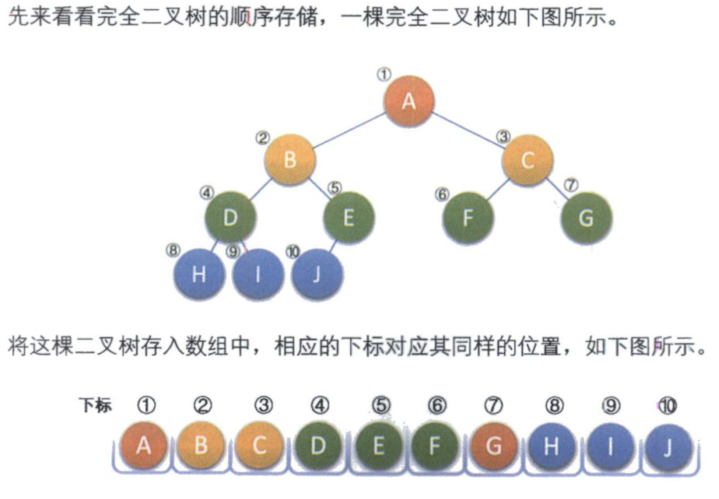 先来看看完全二叉树的顺序存储，一棵完全二叉树如下图所示。
①
A
② ③
B C
④ ⑤ ⑥ ⑦
D E F G
⑧ ⑨ ⑩
H I J
将这棵二叉树存入数组中，相应的下标对应其同样的位置，如下图所示。
下标 ① ② ③ ④ ⑤ ⑥ ⑦ ⑧ ⑨ ⑩
A B C D E F G H I J